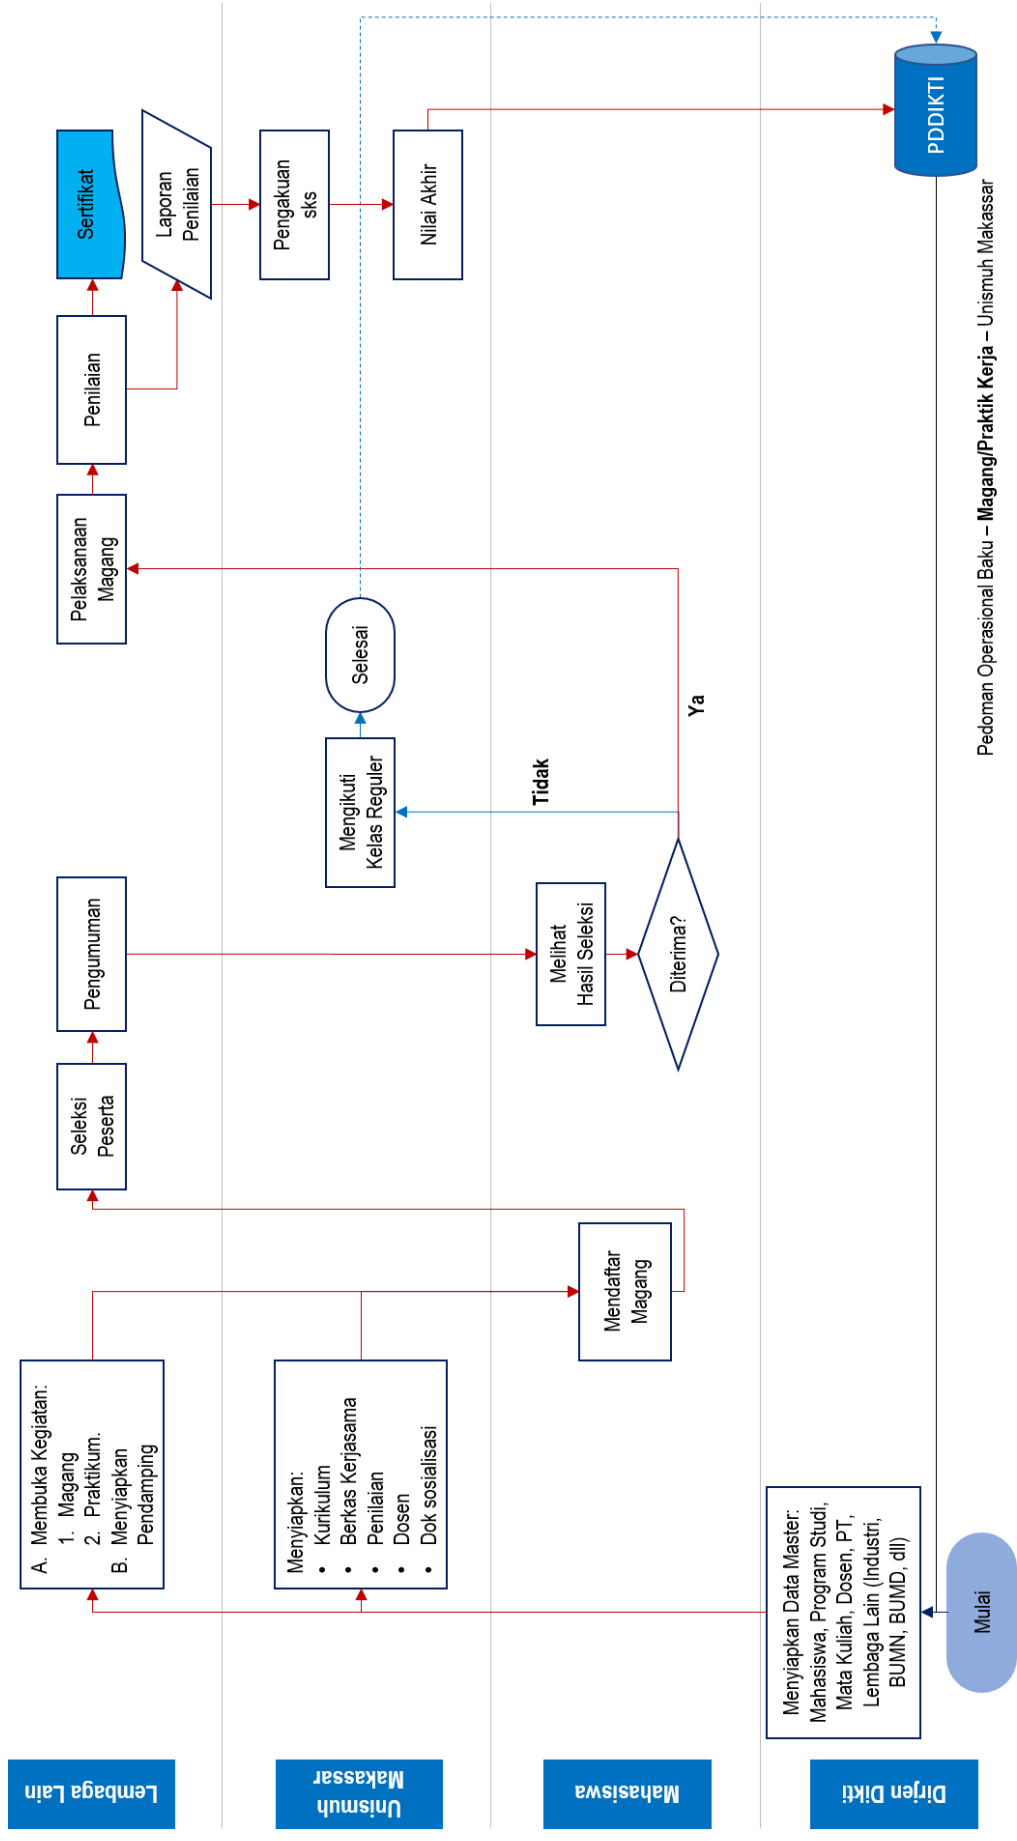 Lembaga Lain
A. Membuka Kegiatan:
1. Magang
2. Praktikum.
B. Menyiapkan
Pendamping
Seleksi
Peserta
Pengumuman
Pelaksanaan
Magang
Penilaian
Sertifikat
Laporan
Penilaian
Unismuh
Makassar
Menyiapkan:
• Kurikulum
• Berkas Kerjasama
• Penilaian
• Dosen
• Dok sosialisasi
Mengikuti
Kelas Reguler
Selesai
Pengakuan
sks
Nilai Akhir
Mahasiswa
Mendaftar
Magang
Melihat
Hasil Seleksi
Diterima?
Tidak
Ya
Dirjen Dikti
Menyiapkan Data Master:
Mahasiswa, Program Studi,
Mata Kuliah, Dosen, PT,
Lembaga Lain (Industri,
BUMN, BUMD, dll)
Mulai
PDDIKTI
Pedoman Operasional Baku – Magang/Praktik Kerja – Unismuh Makassar